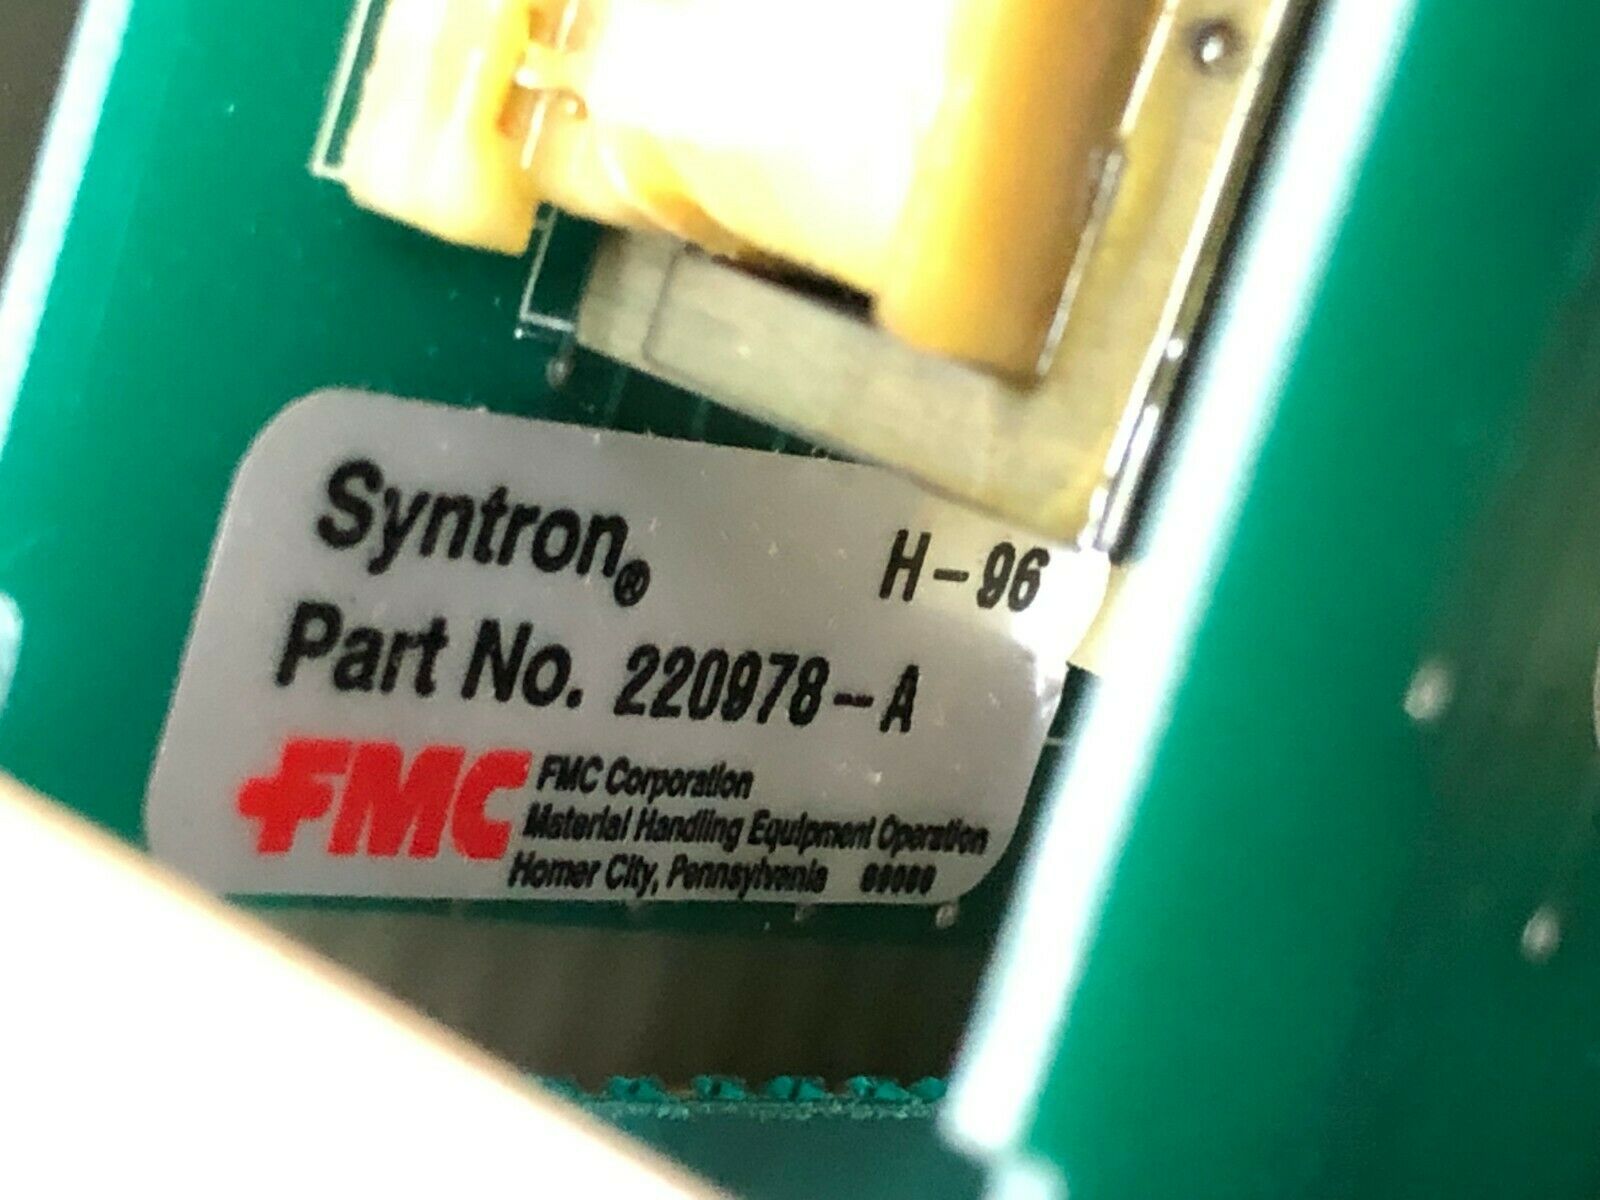 Syntron® H-96
Part No. 220978-A
FMC FMC Corporation
Material Handling Equipment Operation
Homer City, Pennsylvania